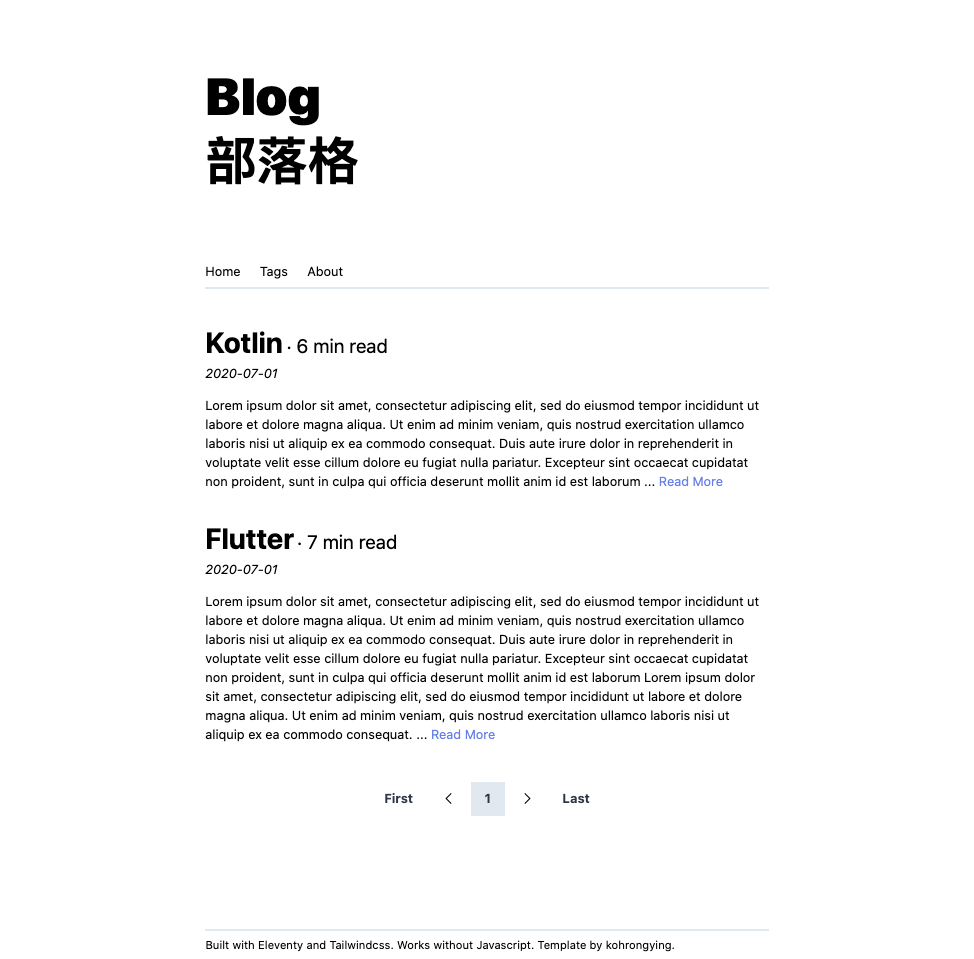 Blog
部落格
Home Tags About
Kotlin · 6 min read
2020-07-01
Lorem ipsum dolor sit amet, consectetur adipiscing elit, sed do eiusmod tempor incididunt ut
labore et dolore magna aliqua. Ut enim ad minim veniam, quis nostrud exercitation ullamco
laboris nisi ut aliquip ex ea commodo consequat. Duis aute irure dolor in reprehenderit in
voluptate velit esse cillum dolore eu fugiat nulla pariatur. Excepteur sint occaecat cupidatat
non proident, sunt in culpa qui officia deserunt mollit anim id est laborum ... Read More
Flutter · 7 min read
2020-07-01
Lorem ipsum dolor sit amet, consectetur adipiscing elit, sed do eiusmod tempor incididunt ut
labore et dolore magna aliqua. Ut enim ad minim veniam, quis nostrud exercitation ullamco
laboris nisi ut aliquip ex ea commodo consequat. Duis aute irure dolor in reprehenderit in
voluptate velit esse cillum dolore eu fugiat nulla pariatur. Excepteur sint occaecat cupidatat
non proident, sunt in culpa qui officia deserunt mollit anim id est laborum Lorem ipsum dolor
sit amet, consectetur adipiscing elit, sed do eiusmod tempor incididunt ut labore et dolore
magna aliqua. Ut enim ad minim veniam, quis nostrud exercitation ullamco laboris nisi ut
aliquip ex ea commodo consequat. ... Read More
First 1 Last
Built with Eleventy and Tailwindcss. Works without Javascript. Template by kohrongying.